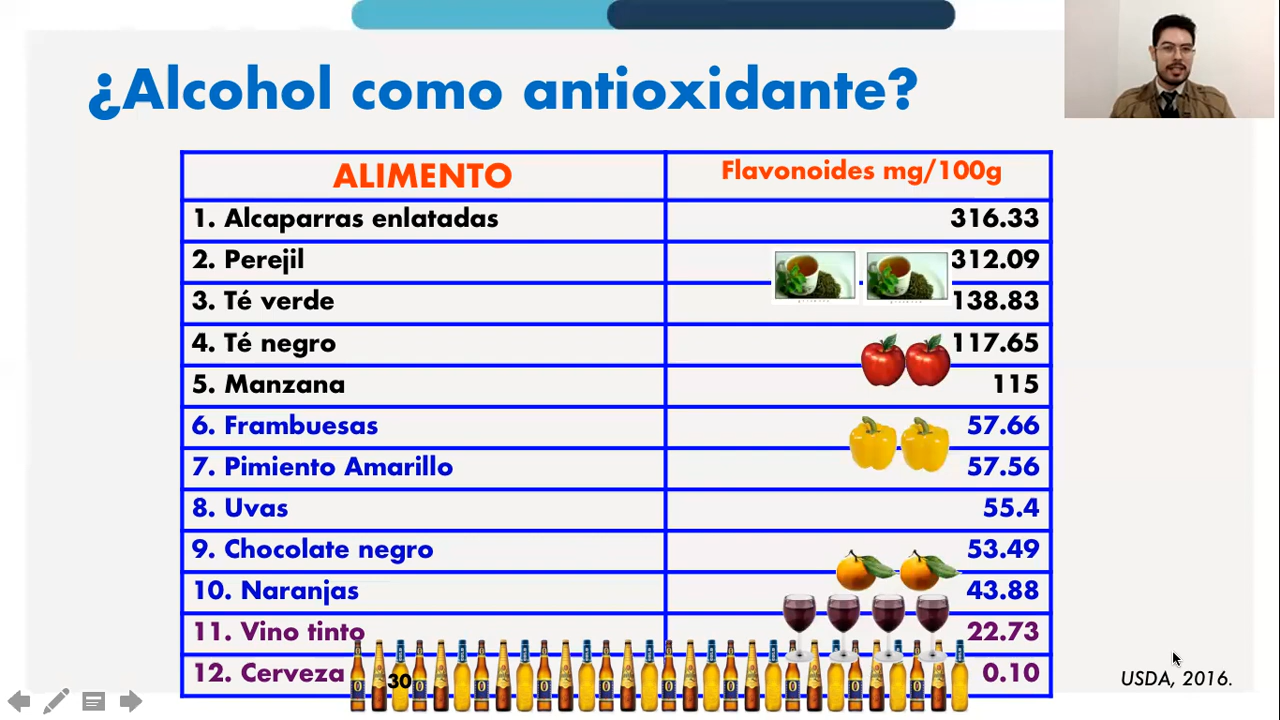 ¿Alcohol como antioxidante?
ALIMENTO Flavonoides mg/100g
1. Alcaparras enlatadas 316.33
2. Perejil 312.09
3. Té verde 138.83
4. Té negro 117.65
5. Manzana 115
6. Frambuesas 57.66
7. Pimiento Amarillo 57.56
8. Uvas 55.4
9. Chocolate negro 53.49
10. Naranjas 43.88
11. Vino tinto 22.73
12. Cerveza 30 0.10
USDA, 2016.